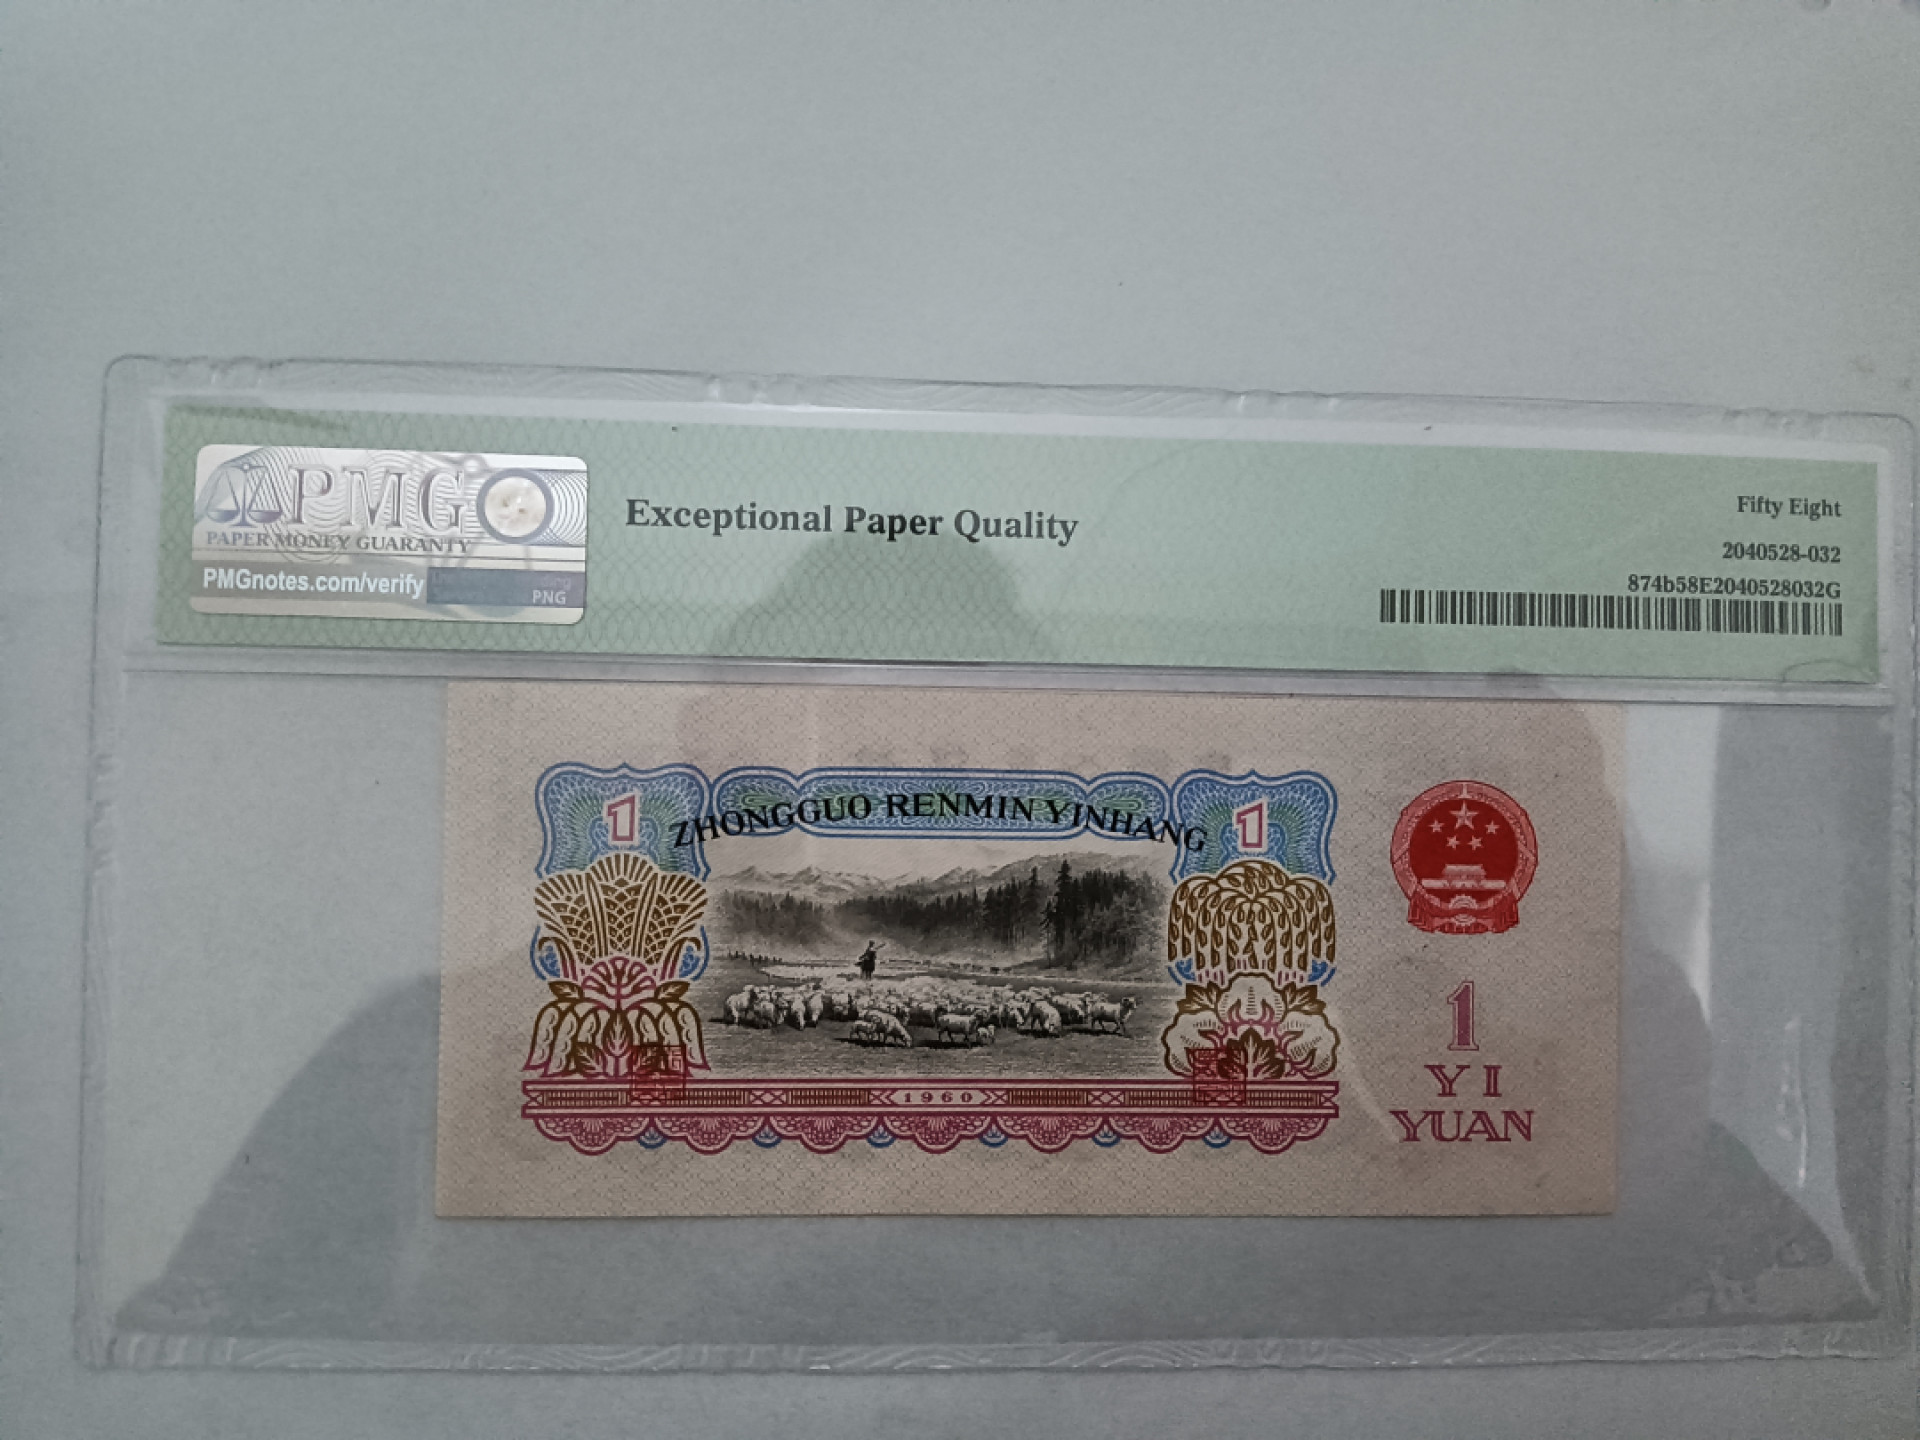 PMG
PAPER MONEY GUARANTY
PMGnotes.com/verify
PNG
Exceptional Paper Quality
Fifty Eight
2040528-032
874b58E2040528032G
1
ZHONGGUO RENMIN YINHANG
1
1960
1
YI
YUAN